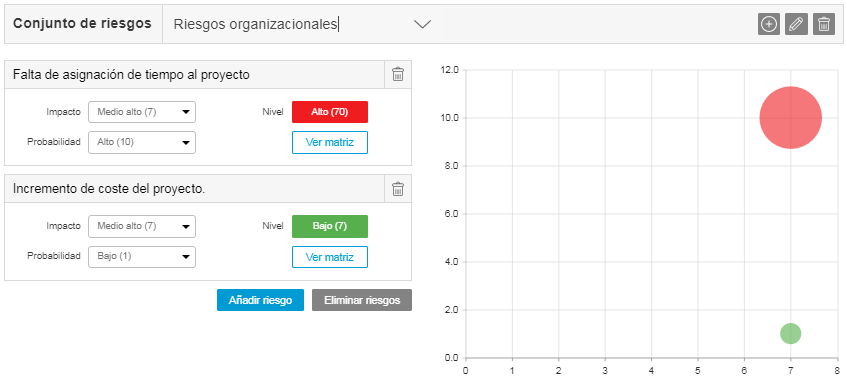 Conjunto de riesgos
Riesgos organizacionales
Falta de asignación de tiempo al proyecto
Impacto
Medio alto (7)
Nivel
Alto (70)
Probabilidad
Alto (10)
Ver matriz
Incremento de coste del proyecto.
Impacto
Medio alto (7)
Nivel
Bajo (7)
Probabilidad
Bajo (1)
Ver matriz
Añadir riesgo
Eliminar riesgos
12.0
10.0
8.0
6.0
4.0
2.0
0.0
0 1 2 3 4 5 6 7 8